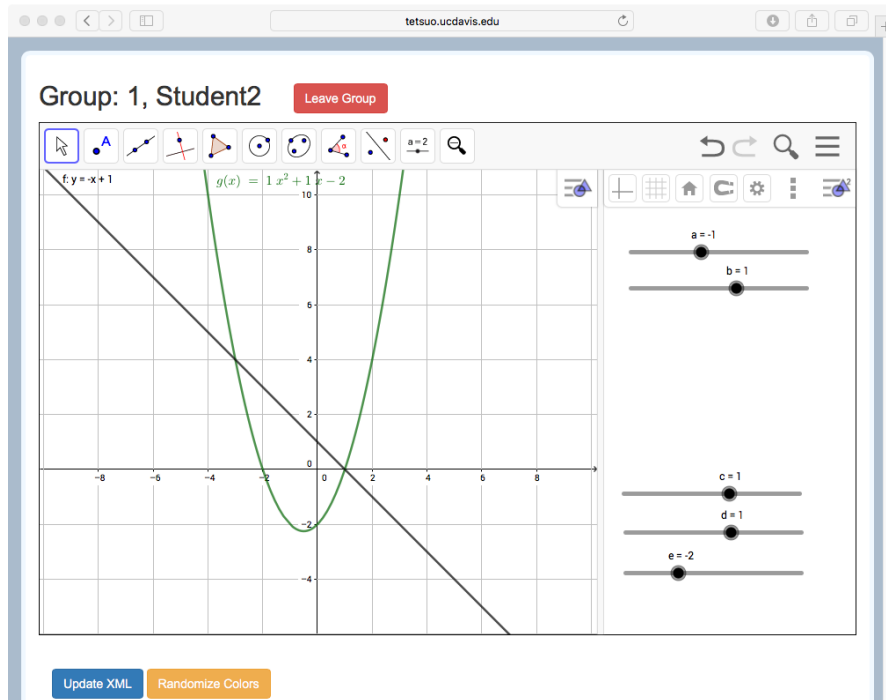 tetsuo.ucdavis.edu
Group: 1, Student2
Leave Group
A
α
a=2
f: y = -x + 1
g(x) = 1 x² + 1 x − 2
2
a = -1
b = 1
10
8
6
4
2
0
-8 -6 -4 -2 0 2 4 6 8
-2
-4
c = 1
d = 1
e = -2
Update XML
Randomize Colors